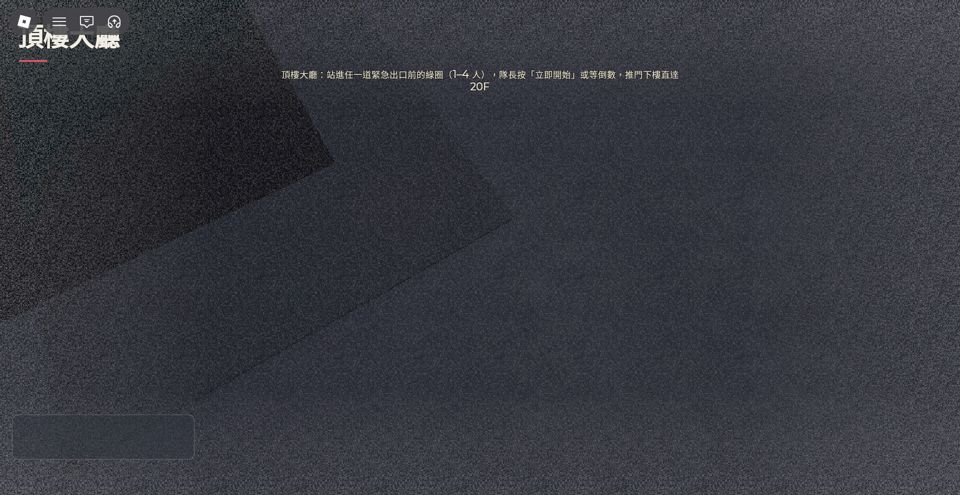 頂樓大廳
頂樓大廳：站進任一道緊急出口前的綠圈（1–4 人），隊長按「立即開始」或等倒數，推門下樓直達
20F